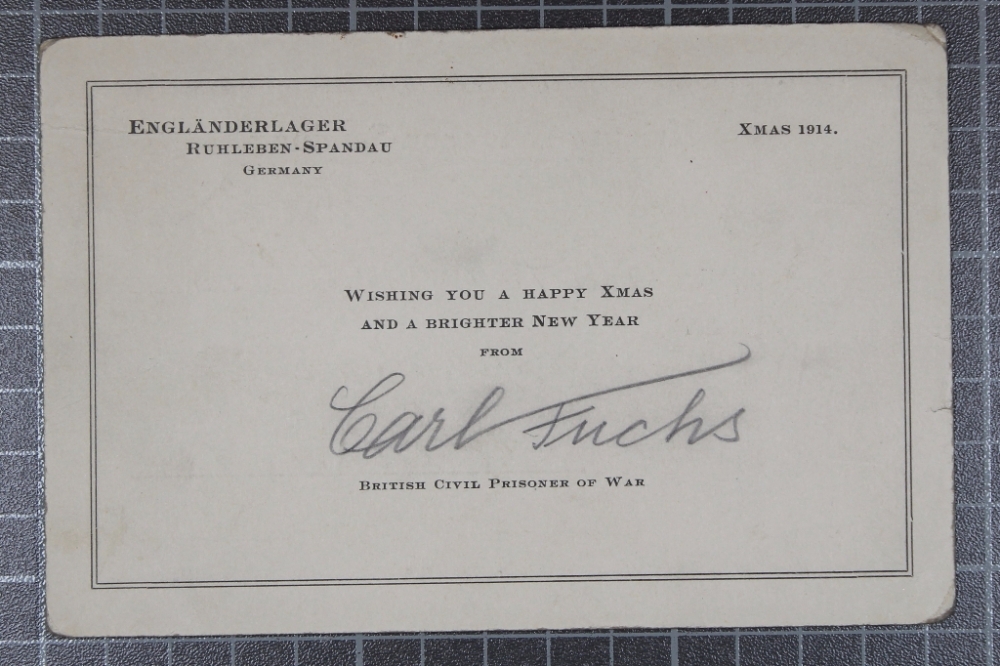 Engländerlager
Ruhleben-Spandau
Germany
Xmas 1914.
Wishing you a happy Xmas
and a brighter New Year
from
Carl Fuchs
British Civil Prisoner of War